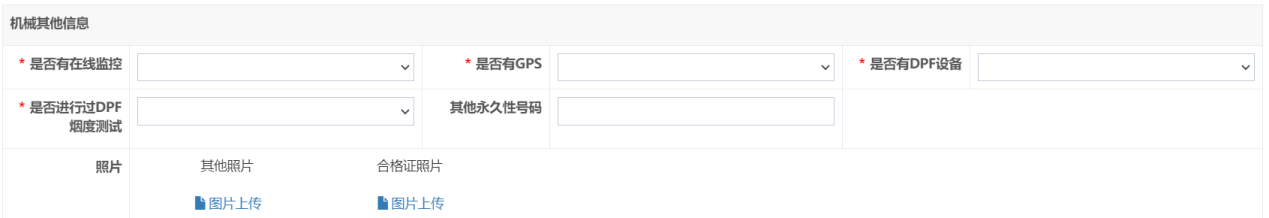 机械其他信息
* 是否有在线监控
* 是否有GPS
* 是否有DPF设备
* 是否进行过DPF
烟度测试
其他永久性号码
照片
其他照片
合格证照片
图片上传
图片上传